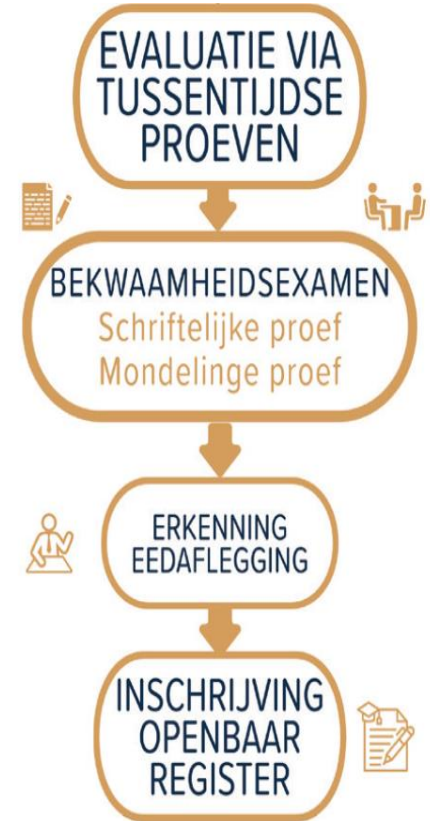 EVALUATIE VIA
TUSSENTIJDSE
PROEVEN
BEKWAAMHEIDSEXAMEN
Schriftelijke proef
Mondelinge proef
ERKENNING
EEDAFLEGGING
INSCHRIJVING
OPENBAAR
REGISTER